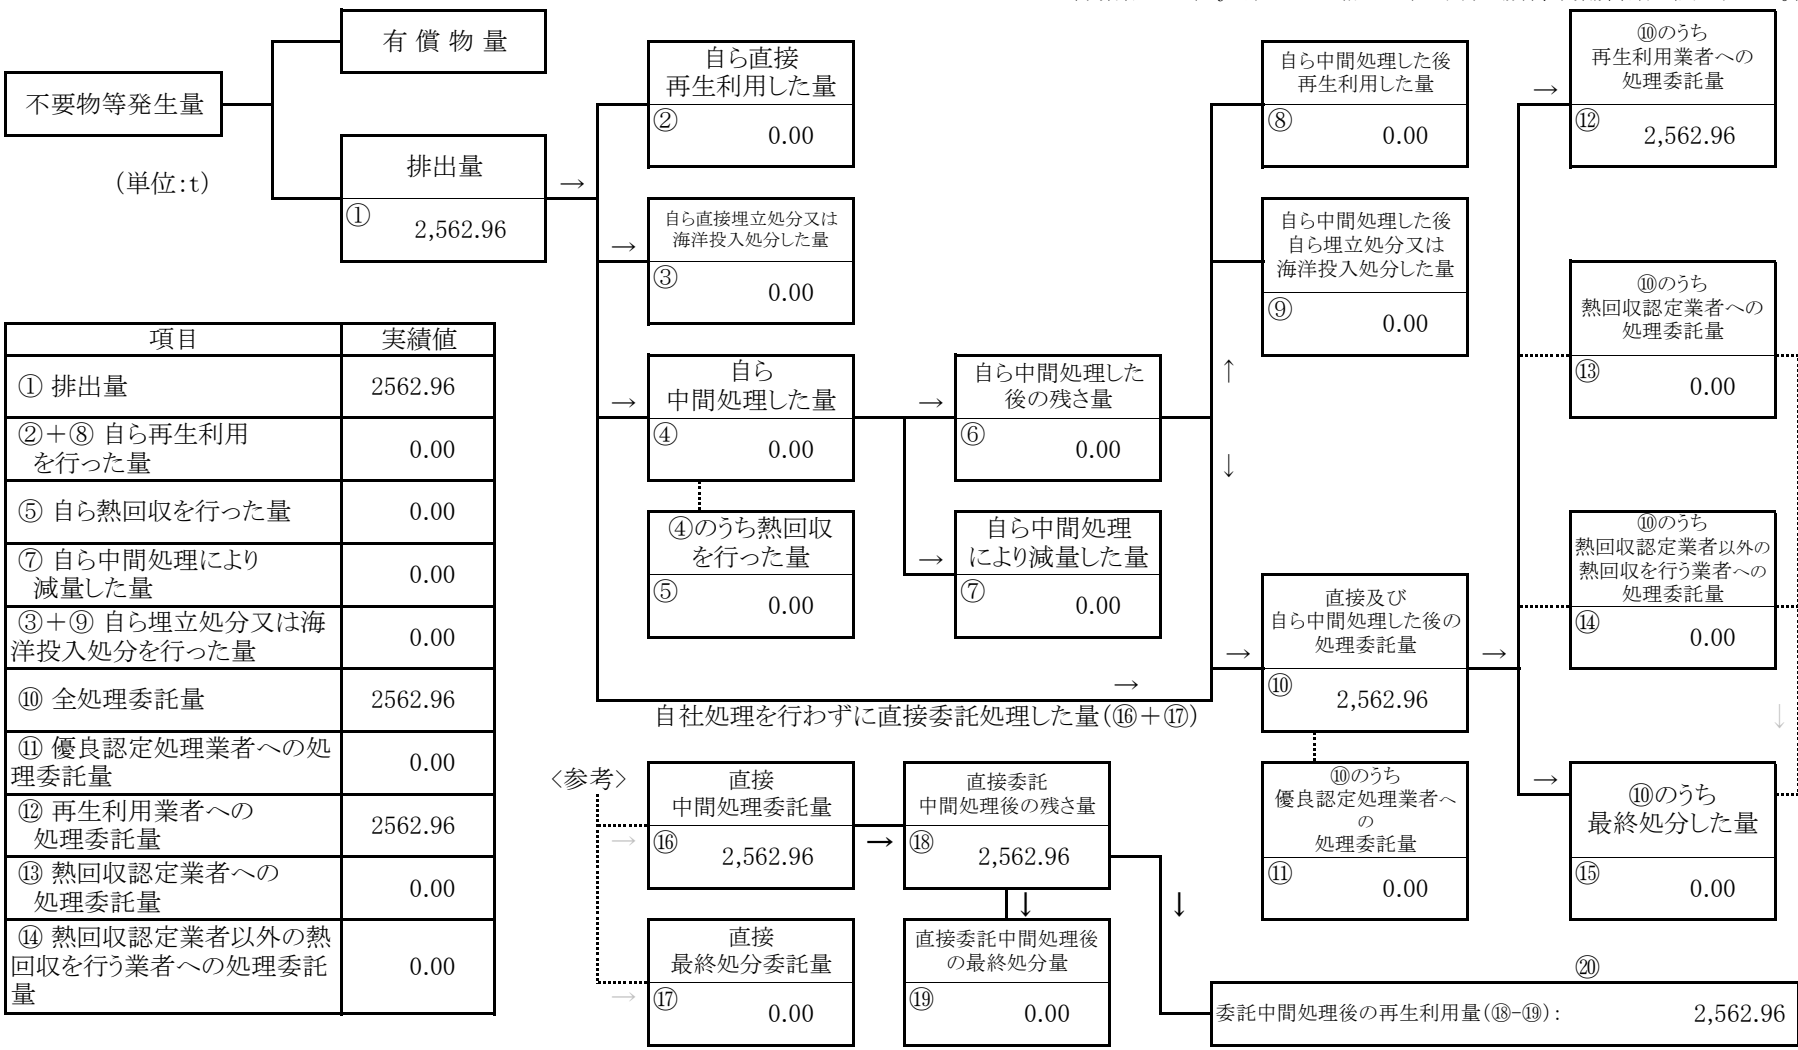 有償物量
不要物等発生量
(単位:t)
排出量
①
2,562.96
→
自ら直接
再生利用した量
②
0.00
→
自ら直接埋立処分又は
海洋投入処分した量
③
0.00
→
自ら
中間処理した量
④
0.00
④のうち熱回収
を行った量
⑤
0.00
→
自ら中間処理した
後の残さ量
⑥
0.00
→
自ら中間処理
により減量した量
⑦
0.00
自ら中間処理した後
再生利用した量
⑧
0.00
自ら中間処理した後
自ら埋立処分又は
海洋投入処分した量
⑨
0.00
↑
↓
→
自社処理を行わずに直接委託処理した量(⑯+⑰)
→
直接及び
自ら中間処理した後の
処理委託量
⑩
2,562.96
→
⑩のうち
優良認定処理業者へ
の
処理委託量
⑪
0.00
→
⑩のうち
再生利用業者への
処理委託量
⑫
2,562.96
⑩のうち
熱回収認定業者への
処理委託量
⑬
0.00
⑩のうち
熱回収認定業者以外の
熱回収を行う業者への
処理委託量
⑭
0.00
↓
→
⑩のうち
最終処分した量
⑮
0.00
項目 実績値
① 排出量 2562.96
②+⑧ 自ら再生利用
を行った量 0.00
⑤ 自ら熱回収を行った量 0.00
⑦ 自ら中間処理により
減量した量 0.00
③+⑨ 自ら埋立処分又は海
洋投入処分を行った量 0.00
⑩ 全処理委託量 2562.96
⑪ 優良認定処理業者への処
理委託量 0.00
⑫ 再生利用業者への
処理委託量 2562.96
⑬ 熱回収認定業者への
処理委託量 0.00
⑭ 熱回収認定業者以外の熱
回収を行う業者への処理委託
量 0.00
<参考>
→
直接
中間処理委託量
⑯
2,562.96
→
直接委託
中間処理後の残さ量
⑱
2,562.96
↓
↓
→
直接
最終処分委託量
⑰
0.00
直接委託中間処理後
の最終処分量
⑲
0.00
⑳
委託中間処理後の再生利用量(⑱-⑲): 2,562.96